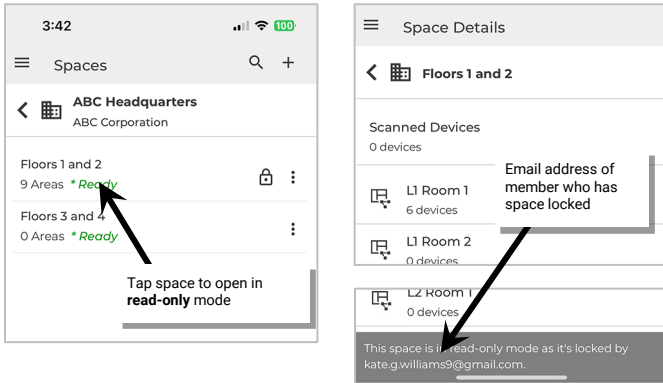 3:42
100
Spaces
ABC Headquarters
ABC Corporation
Floors 1 and 2
9 Areas * Ready
Floors 3 and 4
0 Areas * Ready
Tap space to open in
read-only mode
Space Details
Floors 1 and 2
Scanned Devices
0 devices
Email address of
member who has
space locked
L1 Room 1
6 devices
L1 Room 2
0 devices
L2 Room 1
0 devices
This space is in read-only mode as it's locked by
kate.g.williams9@gmail.com.